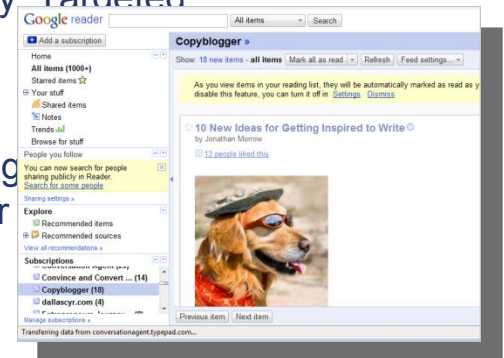 y Targeted
Google reader
All items
Search
Add a subscription
Copyblogger »
Home
All items (1000+)
Starred items
Your stuff
Shared items
Notes
Trends
Browse for stuff
Show: 18 new items - all items Mark all as read Refresh Feed settings...
As you view items in your reading list, they will be automatically marked as read as y
disable this feature, you can turn it off in Settings. Dismiss
People you follow
You can now search for people
sharing publicly in Reader.
Search for some people
Sharing settings »
g
r
10 New Ideas for Getting Inspired to Write
by Jonathan Morrow
13 people liked this
Explore
Recommended items
Recommended sources
View all recommendations »
Subscriptions
Convince and Convert ... (14)
Copyblogger (18)
dallascyr.com (4)
Manage subscriptions »
Previous item Next item
Transferring data from conversationagent.typepad.com...